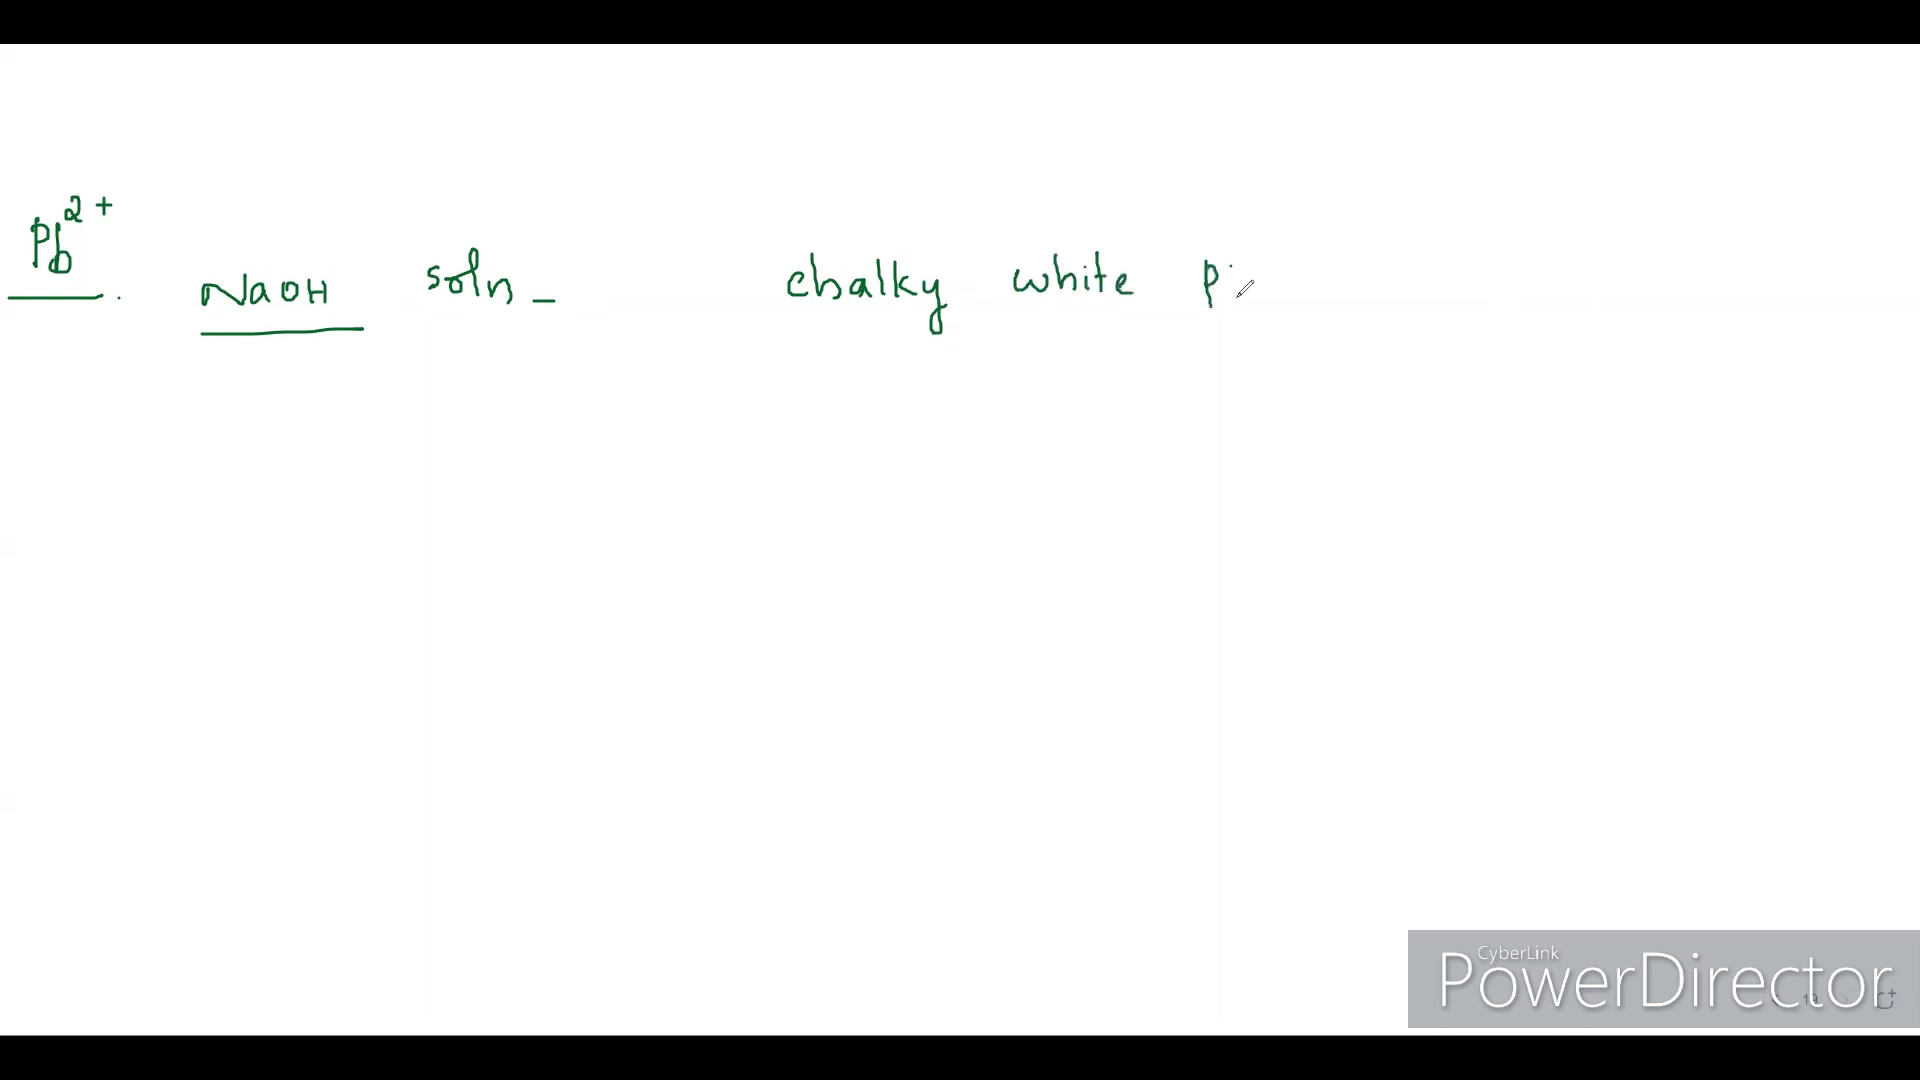 Pb²⁺
NaOH soln – chalky white P
CyberLink
PowerDirector